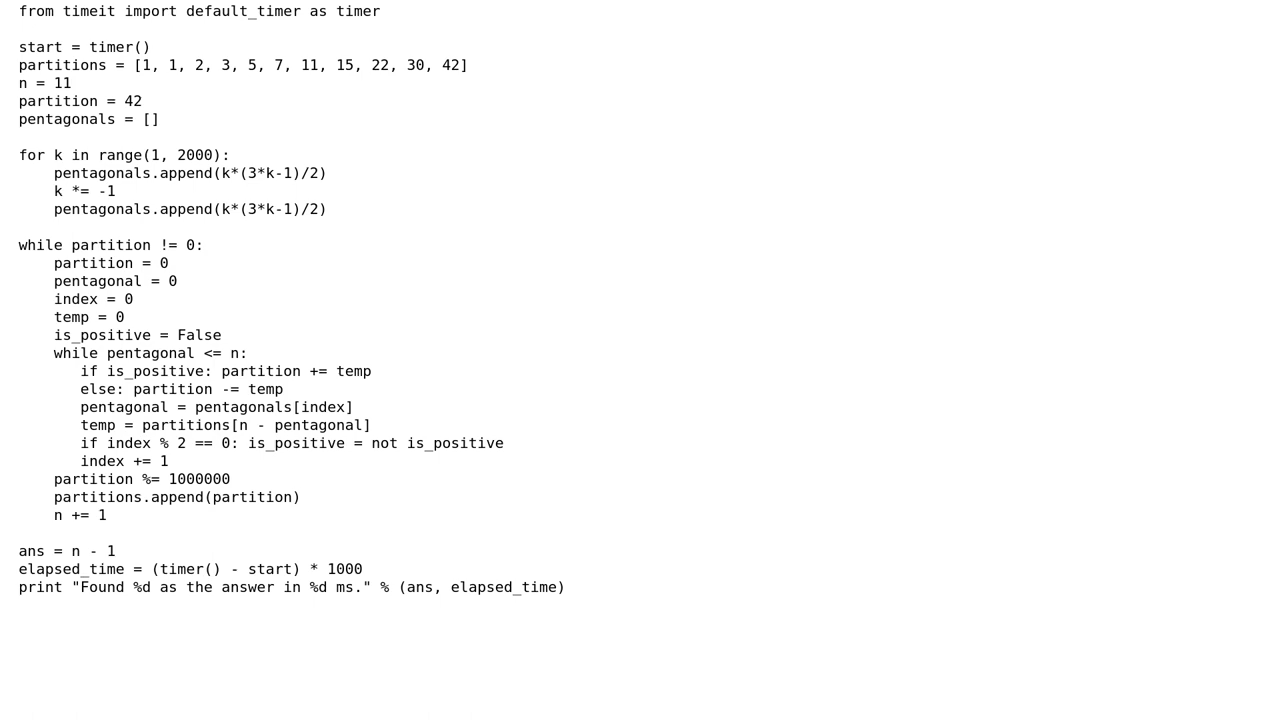 from timeit import default_timer as timer

start = timer()
partitions = [1, 1, 2, 3, 5, 7, 11, 15, 22, 30, 42]
n = 11
partition = 42
pentagonals = []

for k in range(1, 2000):
    pentagonals.append(k*(3*k-1)/2)
    k *= -1
    pentagonals.append(k*(3*k-1)/2)

while partition != 0:
    partition = 0
    pentagonal = 0
    index = 0
    temp = 0
    is_positive = False
    while pentagonal <= n:
       if is_positive: partition += temp
       else: partition -= temp
       pentagonal = pentagonals[index]
       temp = partitions[n - pentagonal]
       if index % 2 == 0: is_positive = not is_positive
       index += 1
    partition %= 1000000
    partitions.append(partition)
    n += 1

ans = n - 1
elapsed_time = (timer() - start) * 1000
print "Found %d as the answer in %d ms." % (ans, elapsed_time)